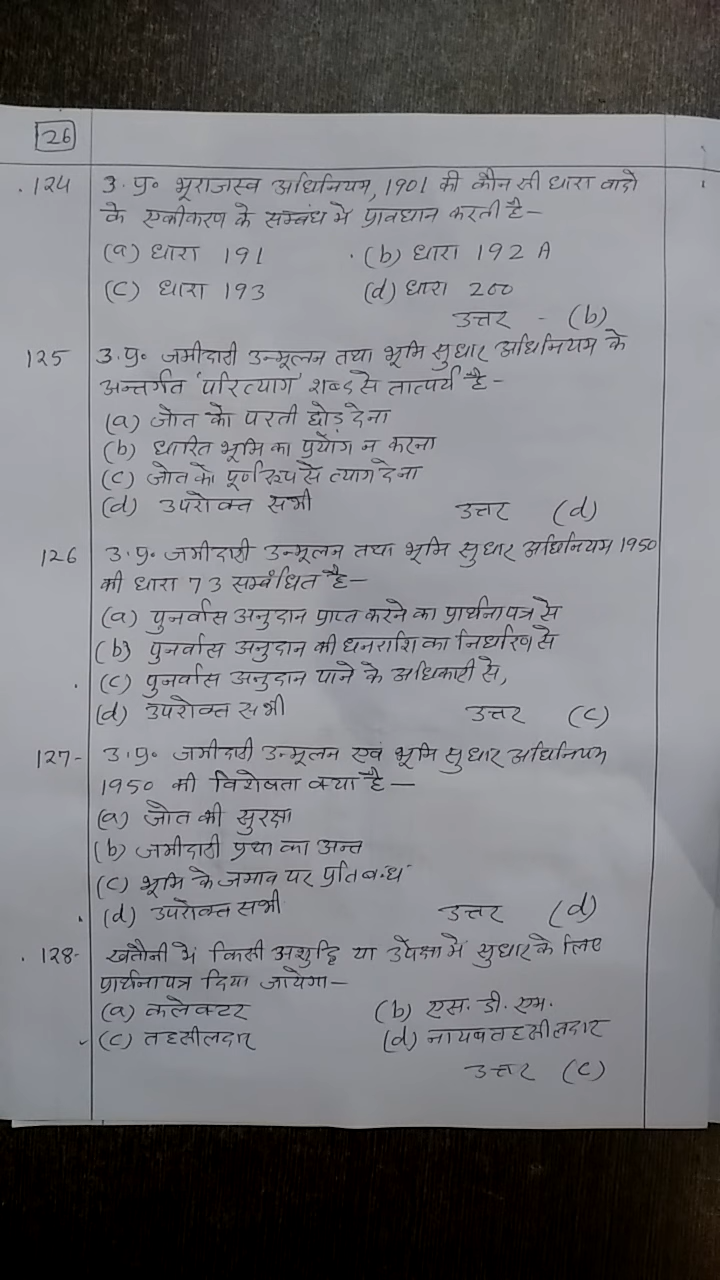 26
.124 उ.प्र० भूराजस्व अधिनियम, 1901 की कौन सी धारा वादो
के एकीकरण के सम्बंध मे प्रावधान करती है–
(a) धारा 191 .(b) धारा 192 A
(C) धारा 193 (d) धारा 200
उत्तर - (b)
125 उ.प्र० जमीदारी उन्मूलन तथा भूमि सुधार अधिनियम के
अन्तर्गत 'परित्याग' शब्द से तात्पर्य है–
(a) जोत को परती छोड़ देना
(b) धारित भूमि का प्रयोग न करना
(c) जोत को पूर्ण रूप से त्याग देना
(d) उपरोक्त सभी उत्तर (d)
126 उ.प्र. जमीदारी उन्मूलन तथा भूमि सुधार अधिनियम 1950
की धारा 73 सम्बंधित है–
(a) पुनर्वास अनुदान प्राप्त करने का प्रार्थना पत्र से
(b) पुनर्वास अनुदान की धनराशि का निर्धारण से
. (c) पुनर्वास अनुदान पाने के अधिकारी से,
(d) उपरोक्त सभी उत्तर (c)
127- उ.प्र. जमीदारी उन्मूलन एवं भूमि सुधार अधिनियम
1950 की विशेषता क्या है –
(a) जोत की सुरक्षा
(b) जमीदारी प्रथा का अन्त
(c) भूमि के जमाव पर प्रतिबंध
. (d) उपरोक्त सभी उत्तर (d)
. 128- खतौनी में किसी अशुद्धि या उपेक्षा में सुधार के लिए
प्रार्थना पत्र दिया जायेगा–
(a) कलेक्टर (b) एस. डी. एम.
✓(c) तहसीलदार (d) नायब तहसीलदार
उत्तर (c)